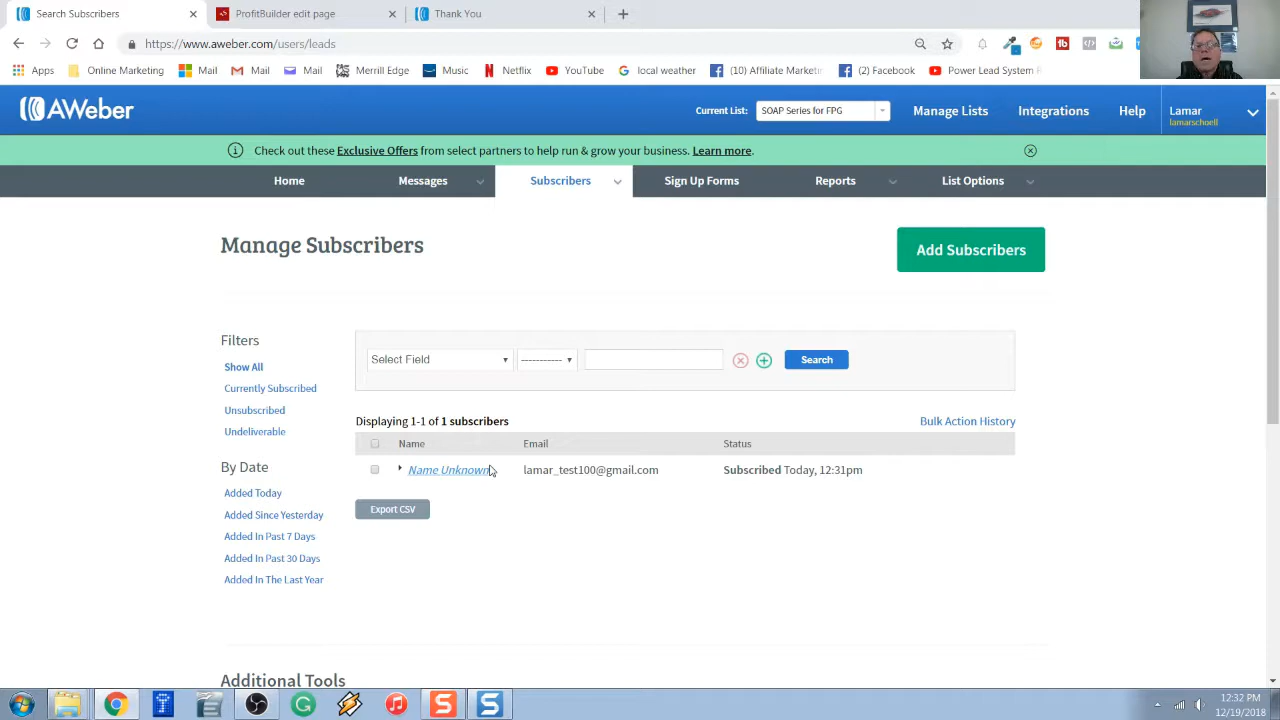 Search Subscribers
ProfitBuilder edit page
Thank You
https://www.aweber.com/users/leads
Apps
Online Marketing
Mail
Mail
Mail
Merrill Edge
Music
Netfli
YouTube
local weather
(10) Affiliate Marketin
(2) Facebook
Power Lead System R
AWeber
Current List:
SOAP Series for FPG
Manage Lists
Integrations
Help
Lamar
lamarschoell
Check out these Exclusive Offers from select partners to help run & grow your business. Learn more.
Home
Messages
Subscribers
Sign Up Forms
Reports
List Options
Manage Subscribers
Add Subscribers
Filters
Show All
Currently Subscribed
Unsubscribed
Undeliverable
By Date
Added Today
Added Since Yesterday
Added In Past 7 Days
Added In Past 30 Days
Added In The Last Year
Select Field
-----------
Search
Displaying 1-1 of 1 subscribers
Bulk Action History
Name
Email
Status
Name Unknown
lamar_test100@gmail.com
Subscribed Today, 12:31pm
Export CSV
Additional Tools
12:32 PM
12/19/2018